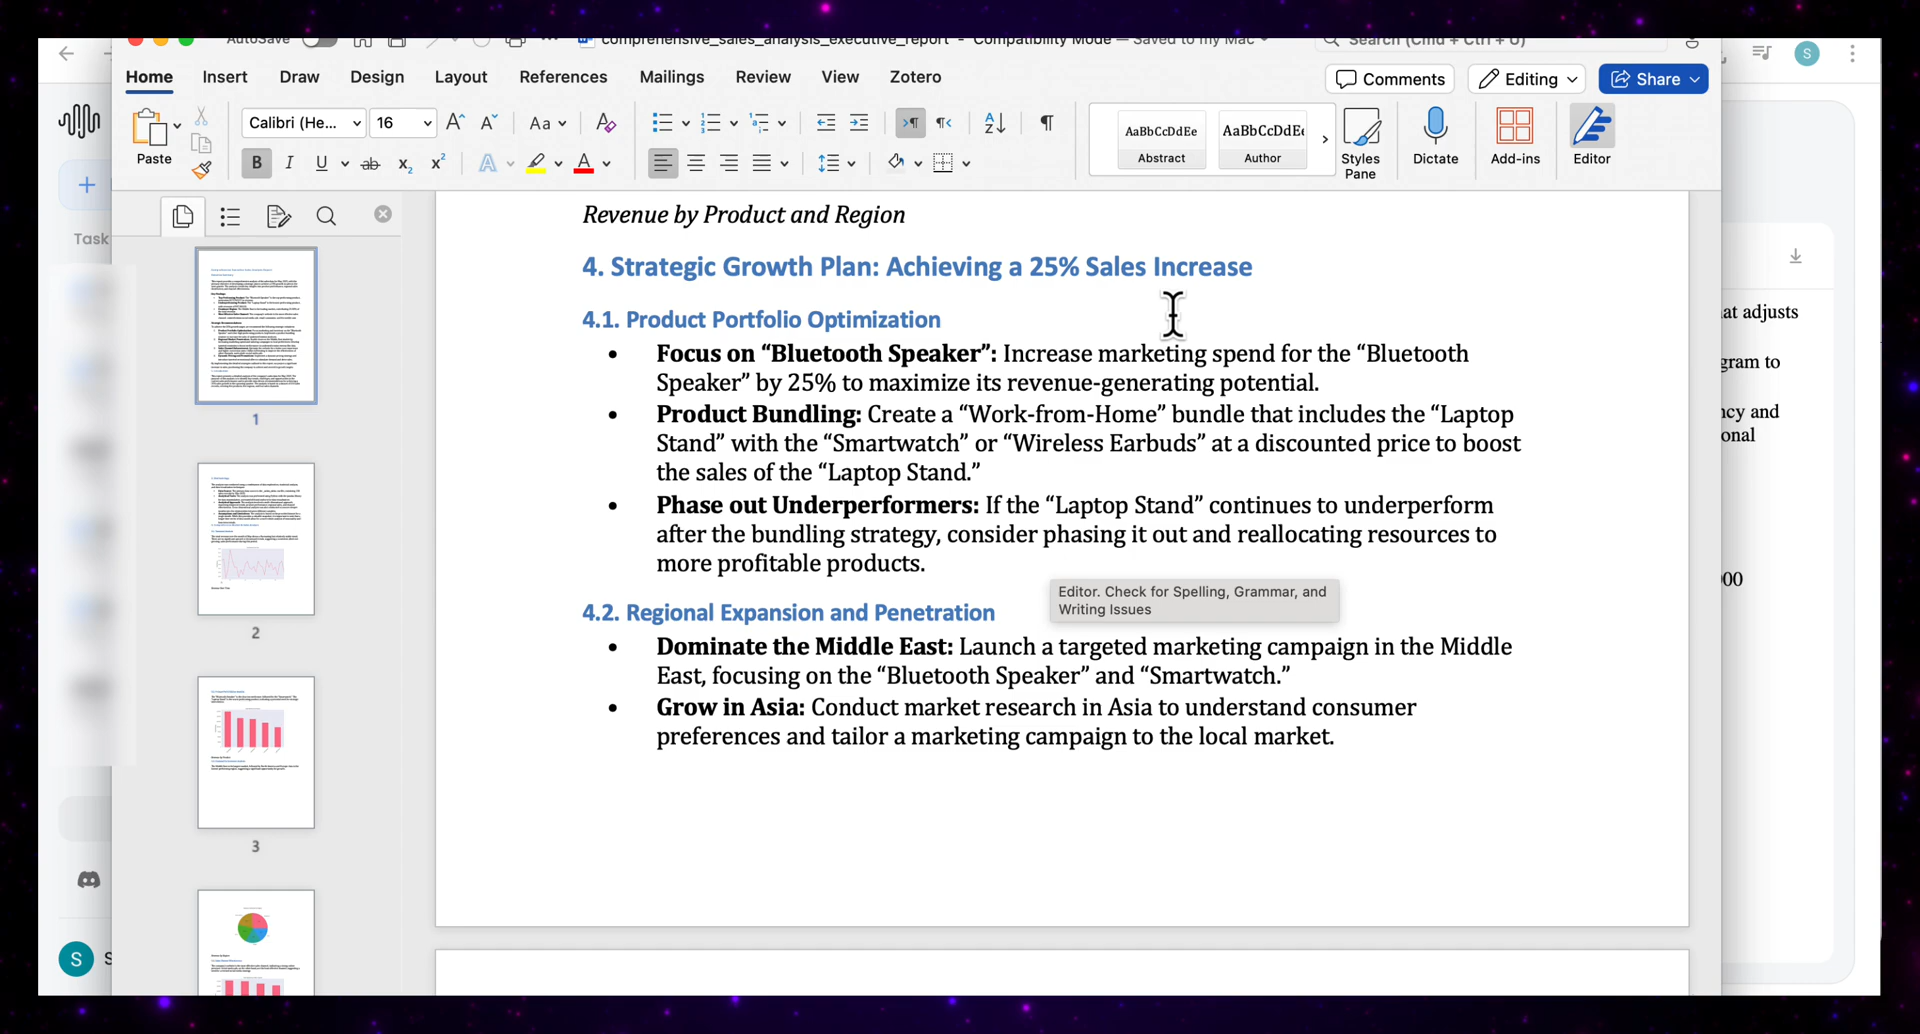 AutoSave
comprehensive_sales_analysis_executive_report - Compatibility Mode — Saved to my Mac
Search (Cmd + Ctrl + U)
Home Insert Draw Design Layout References Mailings Review View Zotero
Comments Editing Share
Paste
Calibri (He... 16
Aa
B I U ab x₂ x²
A A
AaBbCcDdEe
Abstract
AaBbCcDdEe
Author
Styles
Pane
Dictate
Add-ins
Editor
Task
1
2
3
S
Revenue by Product and Region
4. Strategic Growth Plan: Achieving a 25% Sales Increase
4.1. Product Portfolio Optimization
• Focus on “Bluetooth Speaker”: Increase marketing spend for the “Bluetooth
Speaker” by 25% to maximize its revenue-generating potential.
• Product Bundling: Create a “Work-from-Home” bundle that includes the “Laptop
Stand” with the “Smartwatch” or “Wireless Earbuds” at a discounted price to boost
the sales of the “Laptop Stand.”
• Phase out Underperformers: If the “Laptop Stand” continues to underperform
after the bundling strategy, consider phasing it out and reallocating resources to
more profitable products.
Editor. Check for Spelling, Grammar, and
Writing Issues
4.2. Regional Expansion and Penetration
• Dominate the Middle East: Launch a targeted marketing campaign in the Middle
East, focusing on the “Bluetooth Speaker” and “Smartwatch.”
• Grow in Asia: Conduct market research in Asia to understand consumer
preferences and tailor a marketing campaign to the local market.
S
at adjusts
gram to
ncy and
onal
00